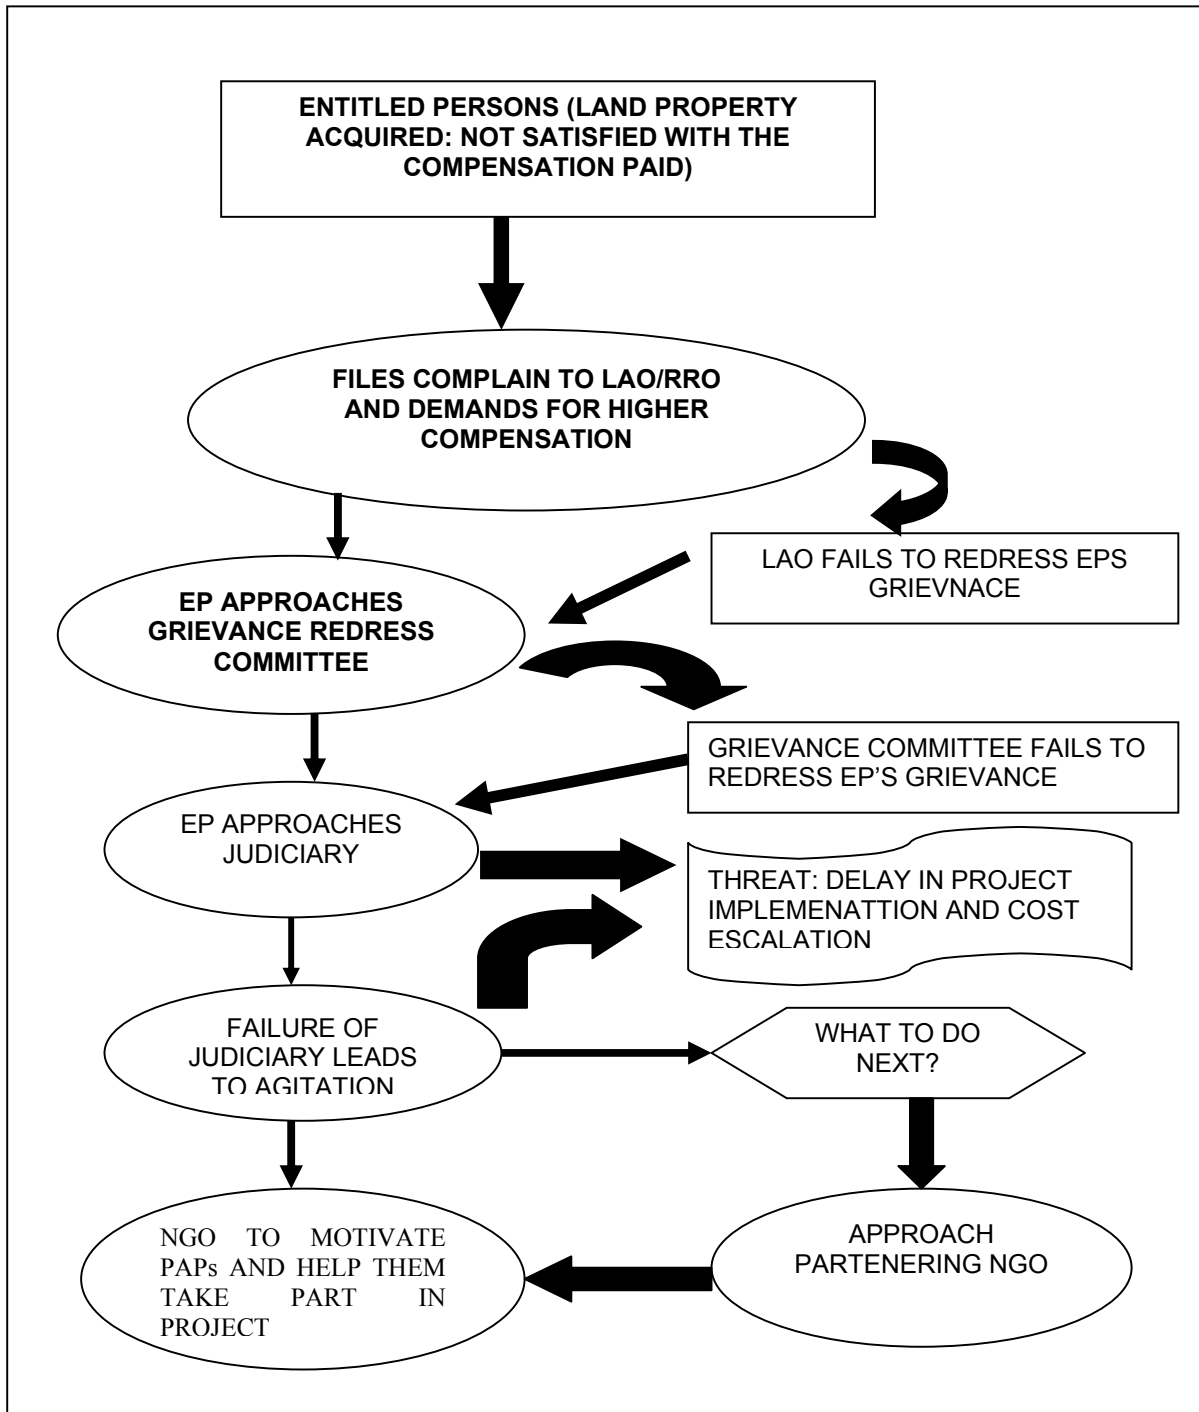 ENTITLED PERSONS (LAND PROPERTY
ACQUIRED: NOT SATISFIED WITH THE
COMPENSATION PAID)
FILES COMPLAIN TO LAO/RRO
AND DEMANDS FOR HIGHER
COMPENSATION
LAO FAILS TO REDRESS EPS
GRIEVNACE
EP APPROACHES
GRIEVANCE REDRESS
COMMITTEE
GRIEVANCE COMMITTEE FAILS TO
REDRESS EP’S GRIEVANCE
EP APPROACHES
JUDICIARY
THREAT: DELAY IN PROJECT
IMPLEMENATTION AND COST
ESCALATION
FAILURE OF
JUDICIARY LEADS
TO AGITATION
WHAT TO DO
NEXT?
APPROACH
PARTENERING NGO
NGO TO MOTIVATE
PAPs AND HELP THEM
TAKE PART IN
PROJECT